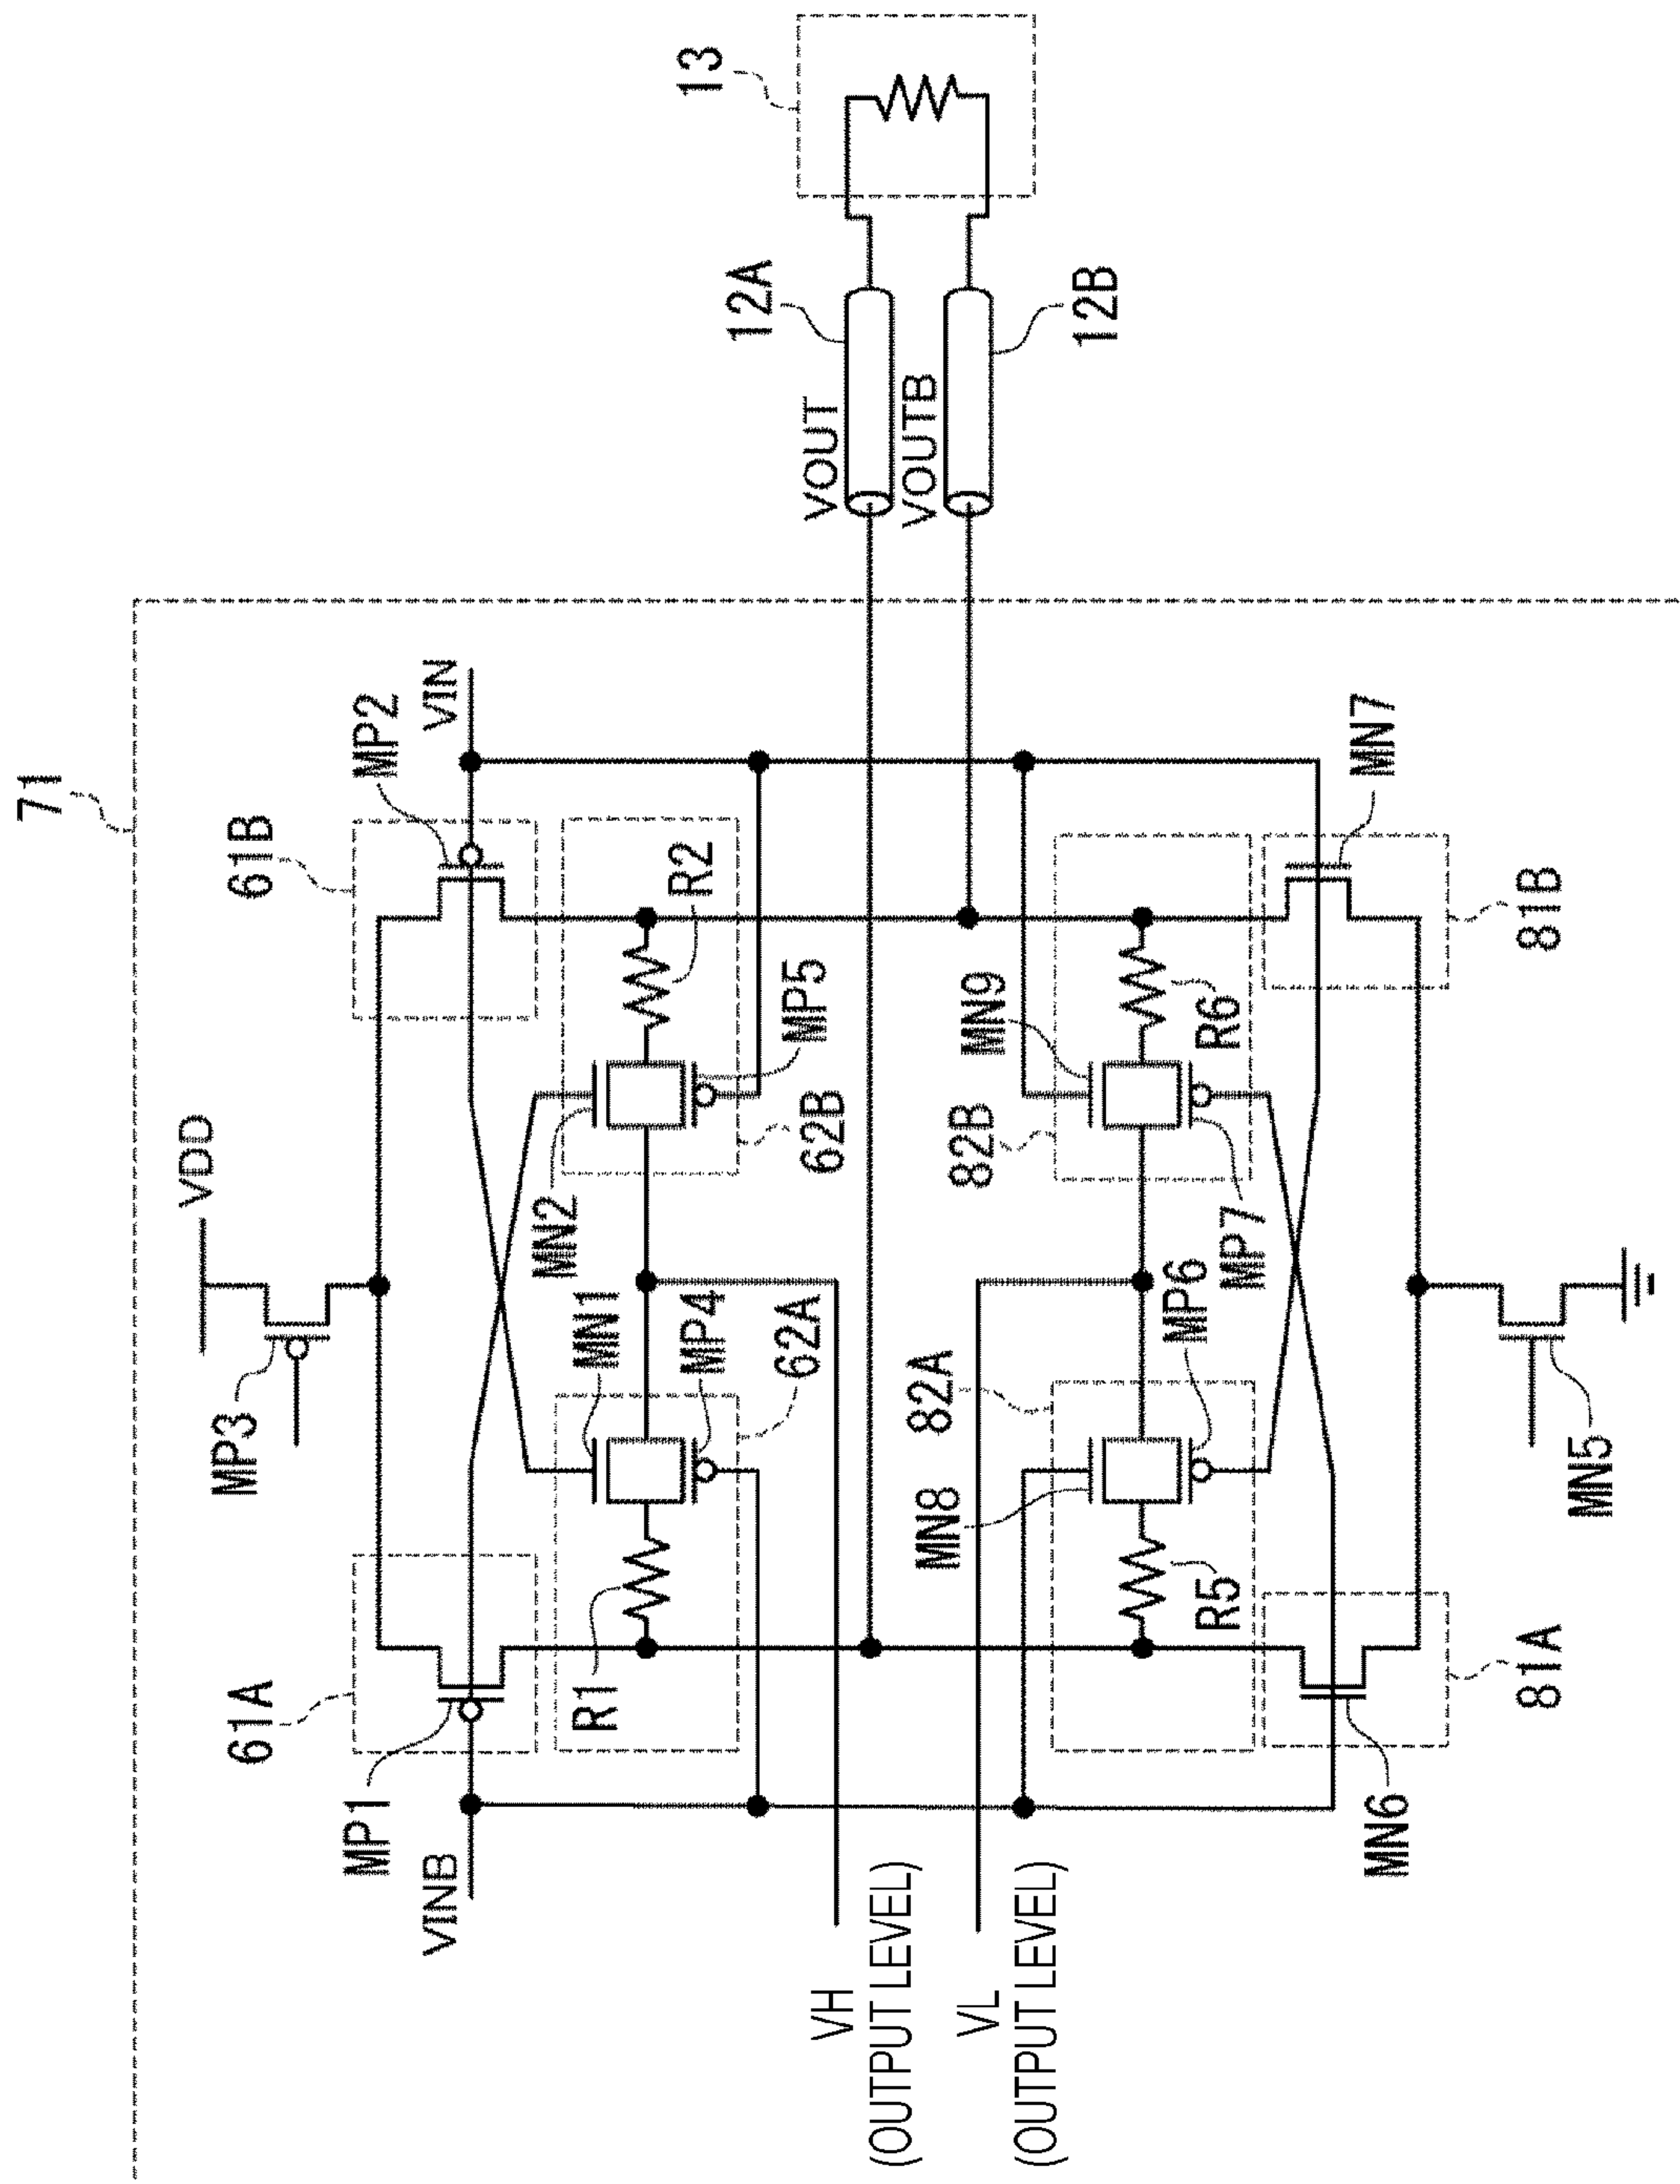 71
13
VDD
MP3
61A
61B
MP1
MP2
VINB
VIN
R1
MN1
MP4
62A
MN2
62B
MP5
R2
VOUT
12A
VOUTB
12B
VH
(OUTPUT LEVEL)
VL
(OUTPUT LEVEL)
82A
MN8
MP6
R5
82B
MN9
MP7
R6
MN6
81A
MN7
81B
MN5